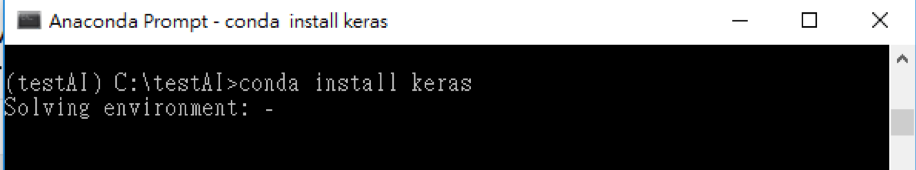 Anaconda Prompt - conda  install keras
(testAI) C:\testAI>conda install keras
Solving environment: -